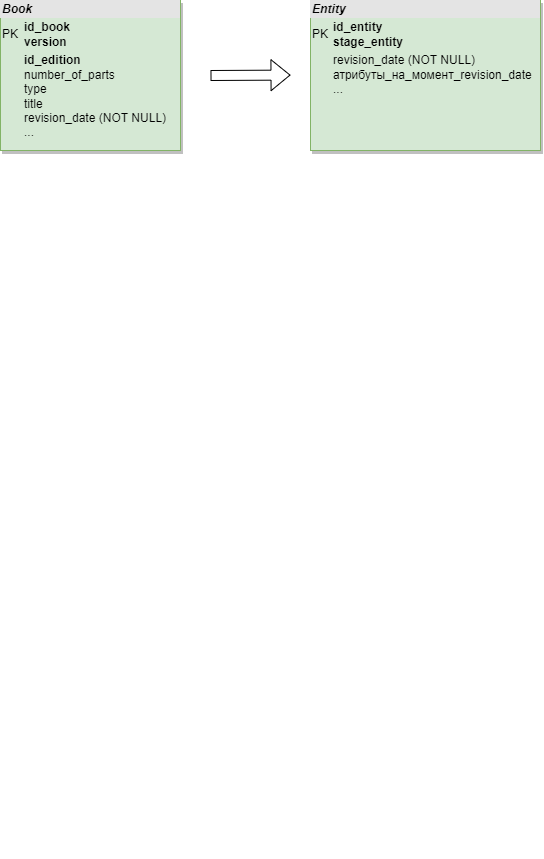 Book
PK id_book
version
id_edition
number_of_parts
type
title
revision_date (NOT NULL)
...
Entity
PK id_entity
stage_entity
revision_date (NOT NULL)
атрибуты_на_момент_revision_date
...